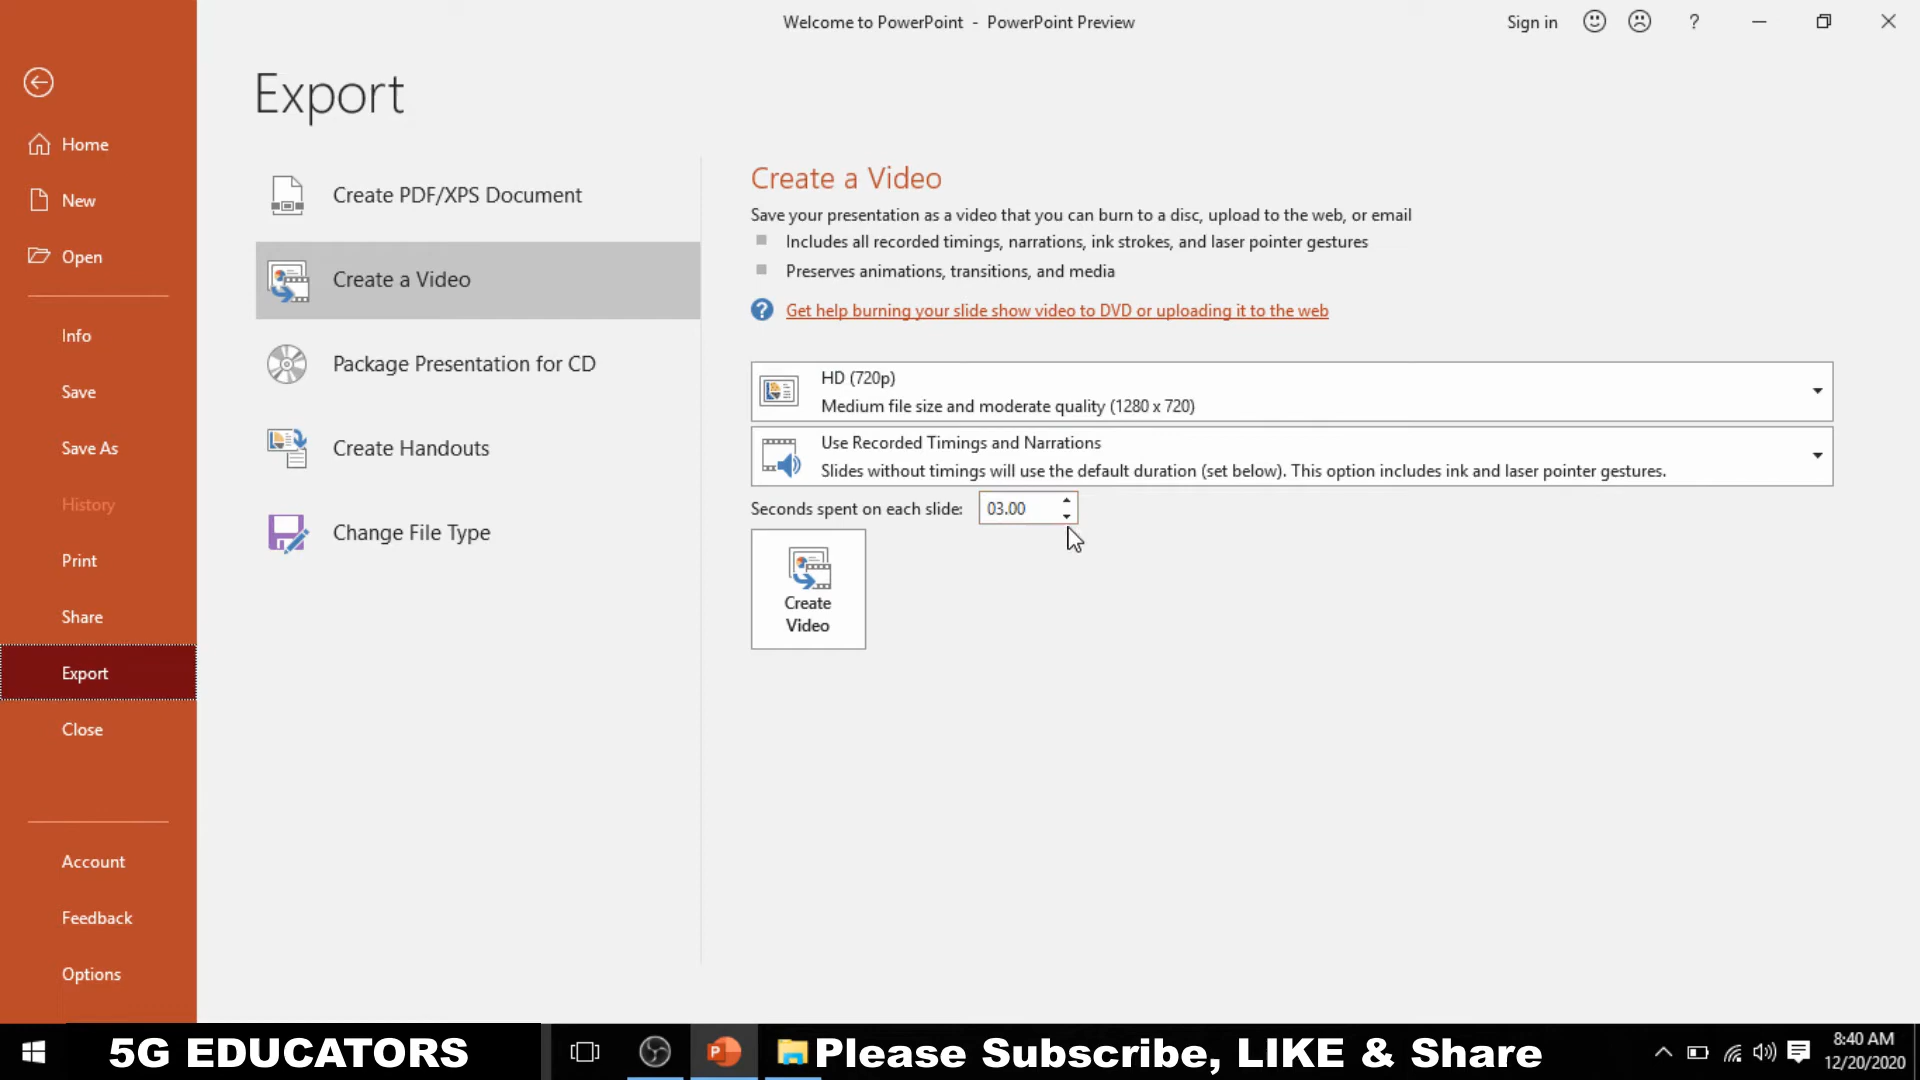 Welcome to PowerPoint - PowerPoint Preview
Sign in
?
Export
Home
New
Open
Info
Save
Save As
History
Print
Share
Export
Close
Account
Feedback
Options
Create PDF/XPS Document
Create a Video
Package Presentation for CD
Create Handouts
Change File Type
Create a Video
Save your presentation as a video that you can burn to a disc, upload to the web, or email
Includes all recorded timings, narrations, ink strokes, and laser pointer gestures
Preserves animations, transitions, and media
Get help burning your slide show video to DVD or uploading it to the web
HD (720p)
Medium file size and moderate quality (1280 x 720)
Use Recorded Timings and Narrations
Slides without timings will use the default duration (set below). This option includes ink and laser pointer gestures.
Seconds spent on each slide: 03.00
Create
Video
5G EDUCATORS
Please Subscribe, LIKE & Share
8:40 AM
12/20/2020